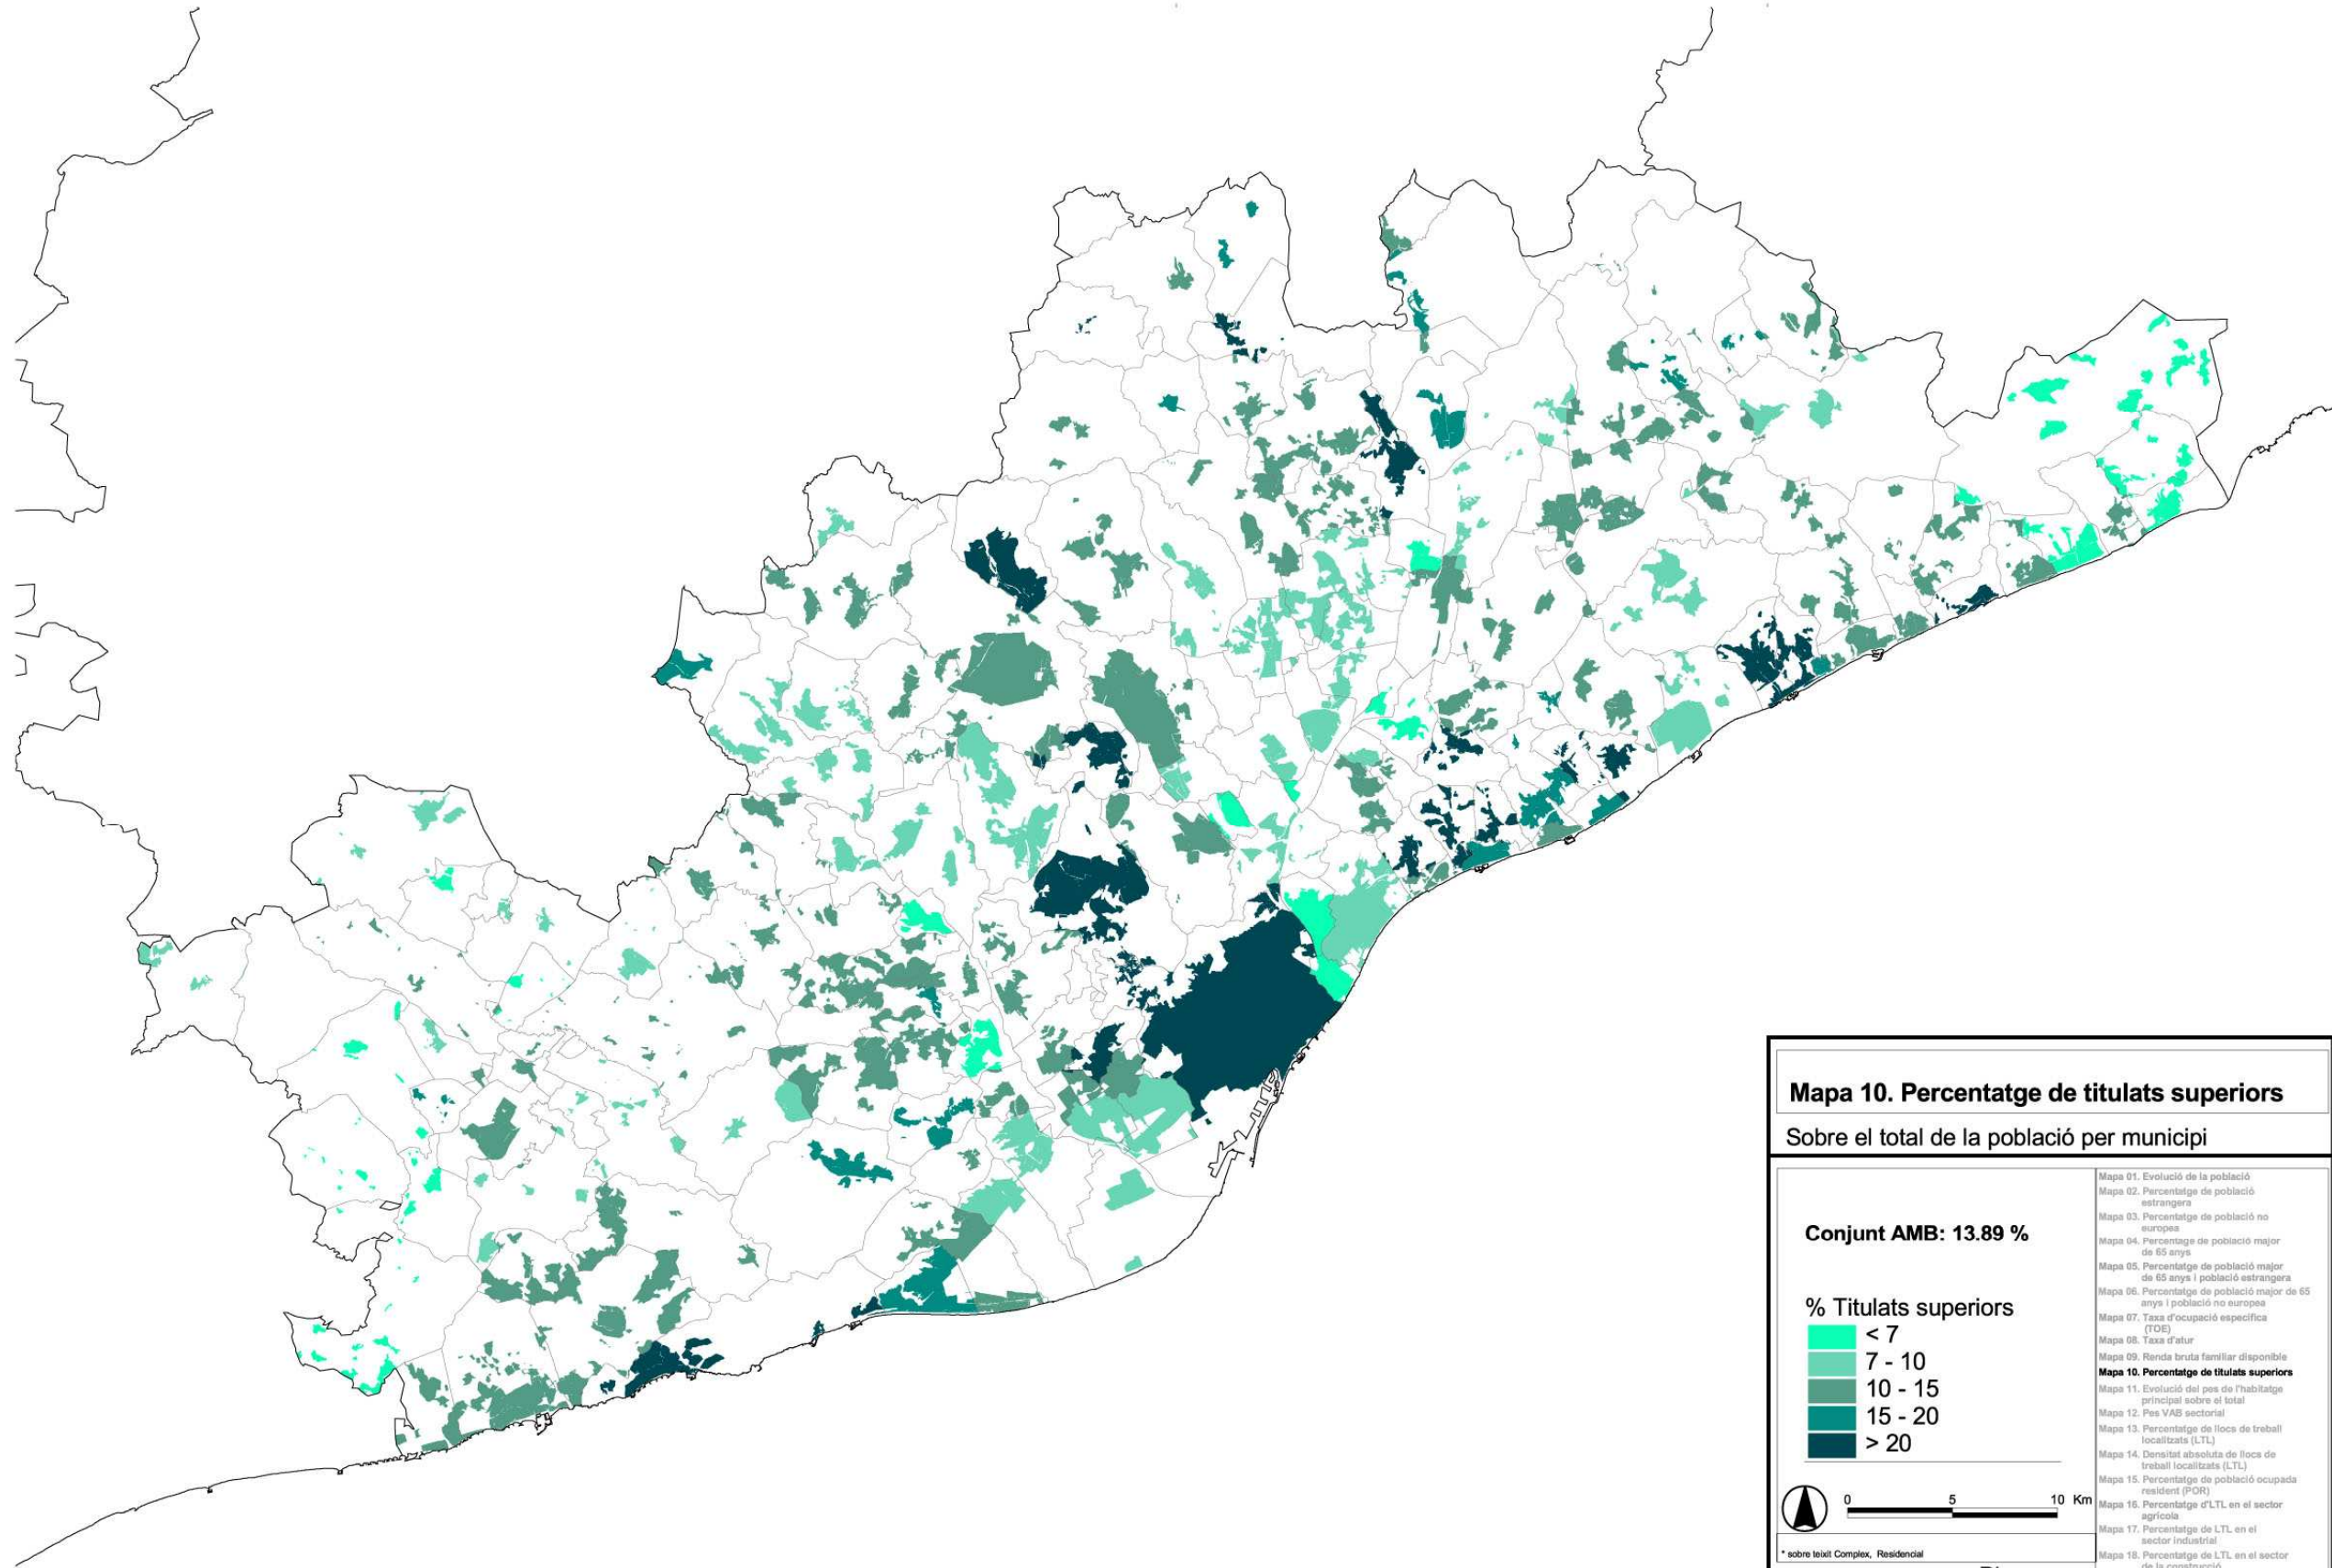 Mapa 10. Percentatge de titulats superiors
Sobre el total de la població per municipi
Conjunt AMB: 13.89 %
% Titulats superiors
< 7
7 - 10
10 - 15
15 - 20
> 20
0 5 10 Km
* sobre teixit Complex, Residencial
Mapa 01. Evolució de la població
Mapa 02. Percentatge de població
estrangera
Mapa 03. Percentatge de població no
europea
Mapa 04. Percentage de població major
de 65 anys
Mapa 05. Percentatge de població major
de 65 anys i població estrangera
Mapa 06. Percentatge de població major de 65
anys i població no europea
Mapa 07. Taxa d'ocupació específica
(TOE)
Mapa 08. Taxa d'atur
Mapa 09. Renda bruta familiar disponible
Mapa 10. Percentatge de titulats superiors
Mapa 11. Evolució del pes de l'habitatge
principal sobre el total
Mapa 12. Pes VAB sectorial
Mapa 13. Percentatge de llocs de treball
localitzats (LTL)
Mapa 14. Densitat absoluta de llocs de
treball localitzats (LTL)
Mapa 15. Percentatge de població ocupada
resident (POR)
Mapa 16. Percentatge d'LTL en el sector
agrícola
Mapa 17. Percentatge de LTL en el
sector industrial
Mapa 18. Percentatge de LTL en el sector
de la construcció